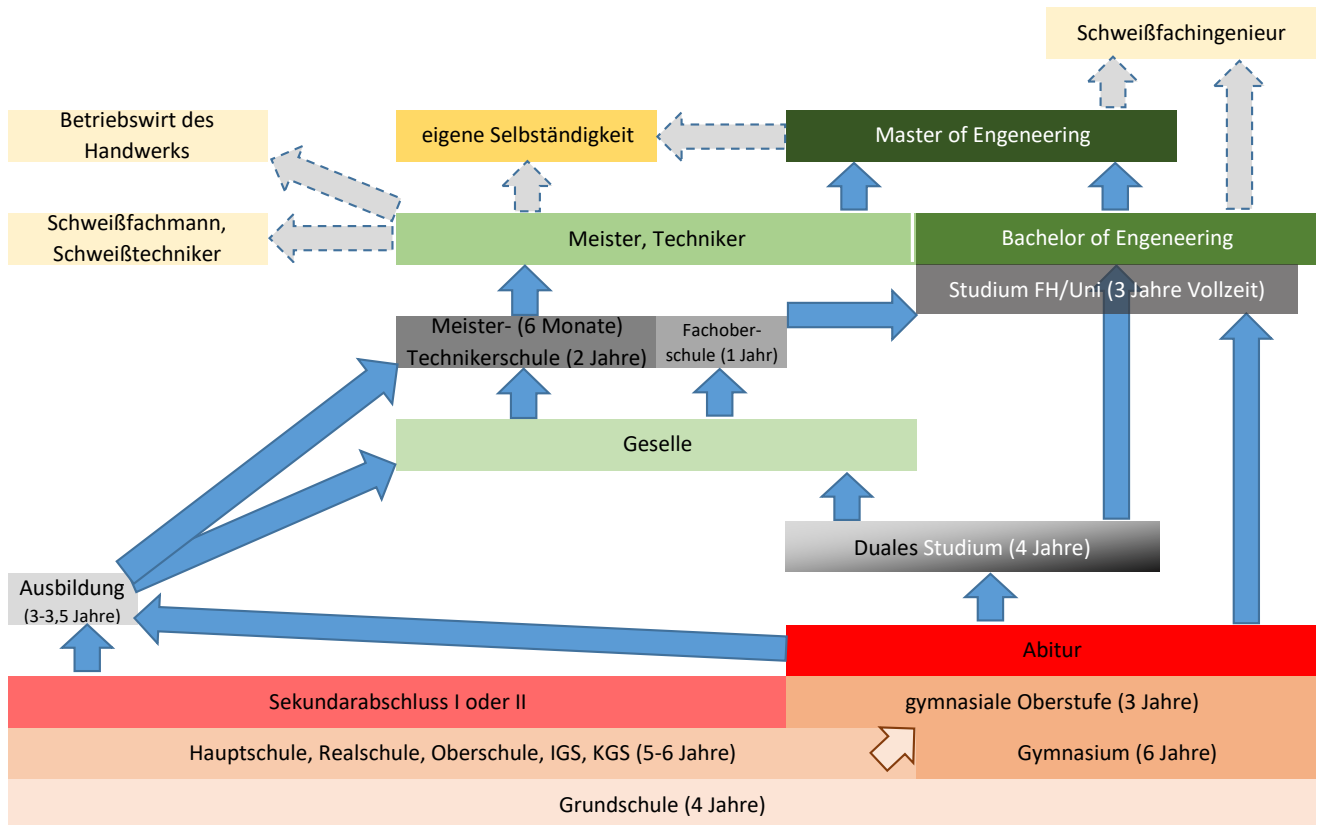 Schweißfachingenieur
Betriebswirt des
Handwerks
eigene Selbständigkeit
Master of Engeneering
Schweißfachmann,
Schweißtechniker
Meister, Techniker
Bachelor of Engeneering
Studium FH/Uni (3 Jahre Vollzeit)
Meister- (6 Monate)
Technikerschule (2 Jahre)
Fachober-
schule (1 Jahr)
Geselle
Duales Studium (4 Jahre)
Ausbildung
(3-3,5 Jahre)
Abitur
Sekundarabschluss I oder II
gymnasiale Oberstufe (3 Jahre)
Hauptschule, Realschule, Oberschule, IGS, KGS (5-6 Jahre)
Gymnasium (6 Jahre)
Grundschule (4 Jahre)